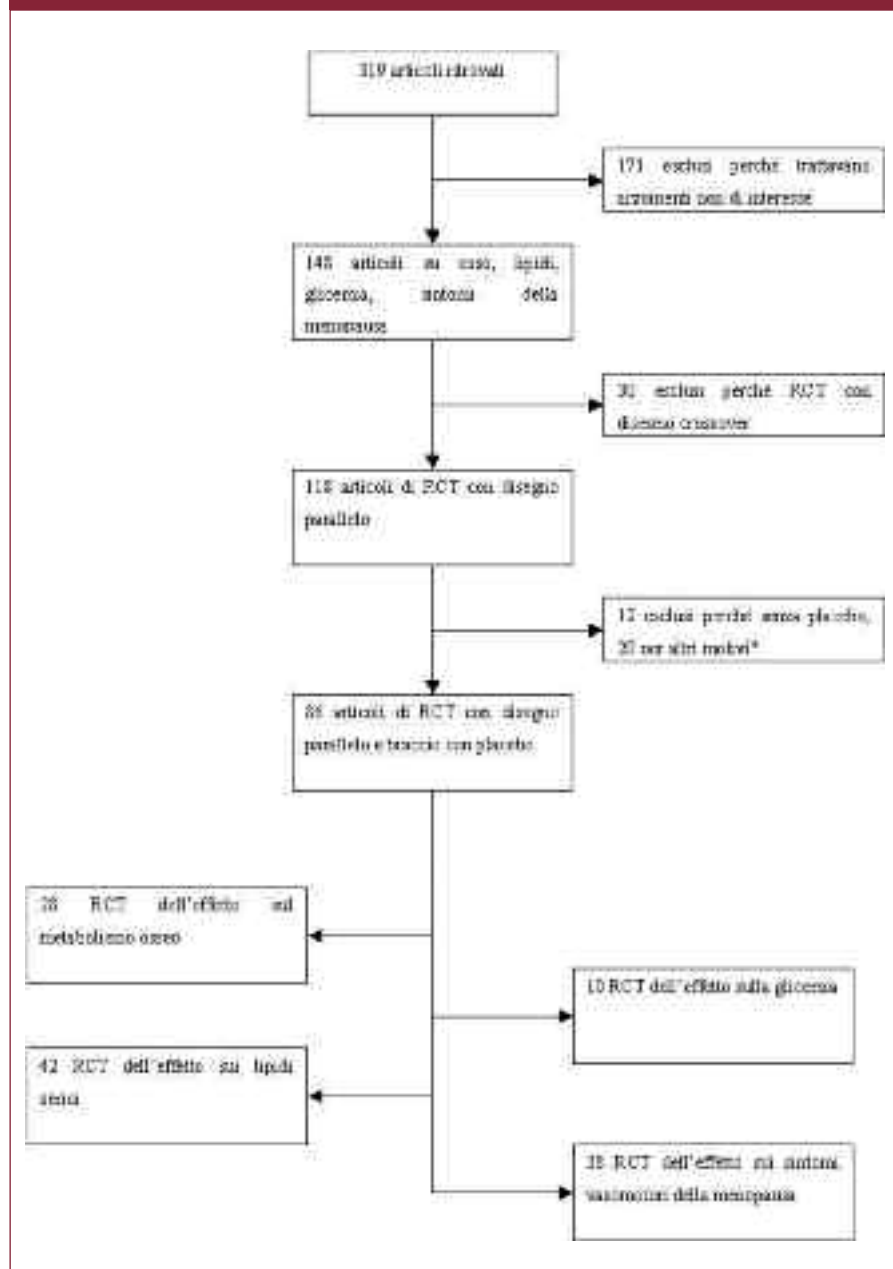 319 articoli ritrovati
171 esclusi perché trattavano
argomenti non di interesse
148 articoli su osso, lipidi,
glicemia, sintomi della
menopausa
30 esclusi perché RCT con
disegno crossover
118 articoli di RCT con disegno
parallelo
esclusi perché senza placebo,
per altri motivi*
articoli di RCT con disegno
parallelo e braccio con placebo
RCT dell'effetto sul
metabolismo osseo
10 RCT dell'effetto sulla glicemia
42 RCT dell'effetto sui lipidi
sierici
RCT dell'effetto sui sintomi
vasomotori della menopausa